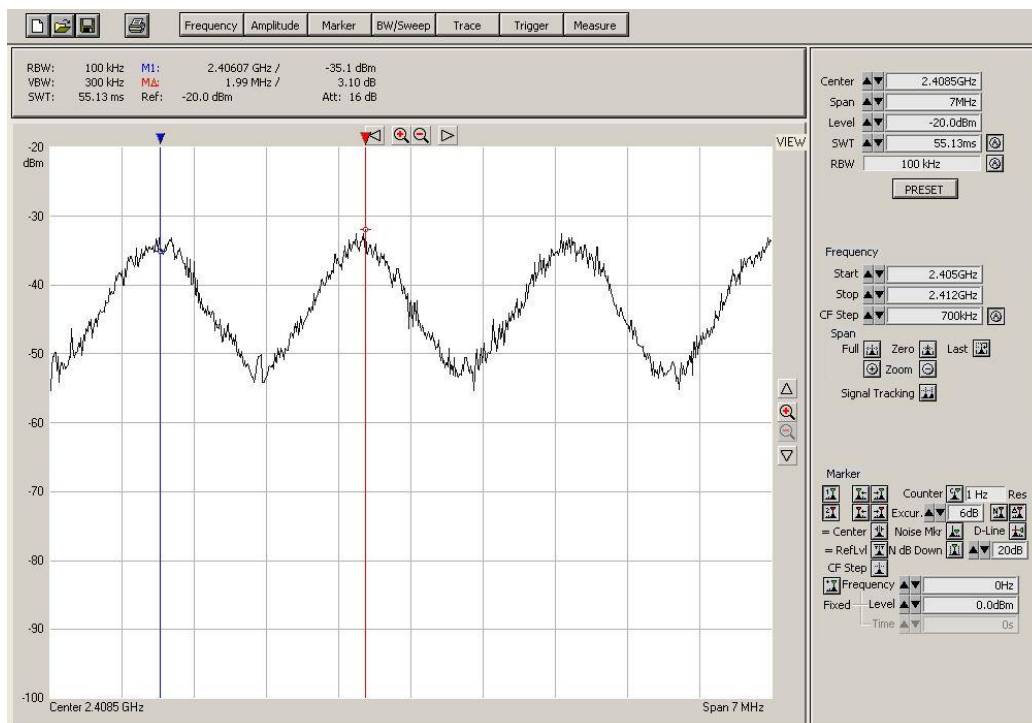 Frequency Amplitude Marker BW/Sweep Trace Trigger Measure
RBW: 100 kHz M1: 2.40607 GHz / -35.1 dBm
VBW: 300 kHz MΔ: 1.99 MHz / 3.10 dB
SWT: 55.13 ms Ref: -20.0 dBm Att: 16 dB
VIEW
-20
dBm
-30
-40
-50
-60
-70
-80
-90
-100
Center 2.4085 GHz Span 7 MHz
Center 2.4085GHz
Span 7MHz
Level -20.0dBm
SWT 55.13ms
RBW 100 kHz
PRESET
Frequency
Start 2.405GHz
Stop 2.412GHz
CF Step 700kHz
Span
Full Zero Last
Zoom
Signal Tracking
Marker
Counter 1 Hz Res
Excur. 6dB
= Center Noise Mkr D-Line
= RefLvl N dB Down 20dB
CF Step
Frequency 0Hz
Fixed Level 0.0dBm
Time 0s